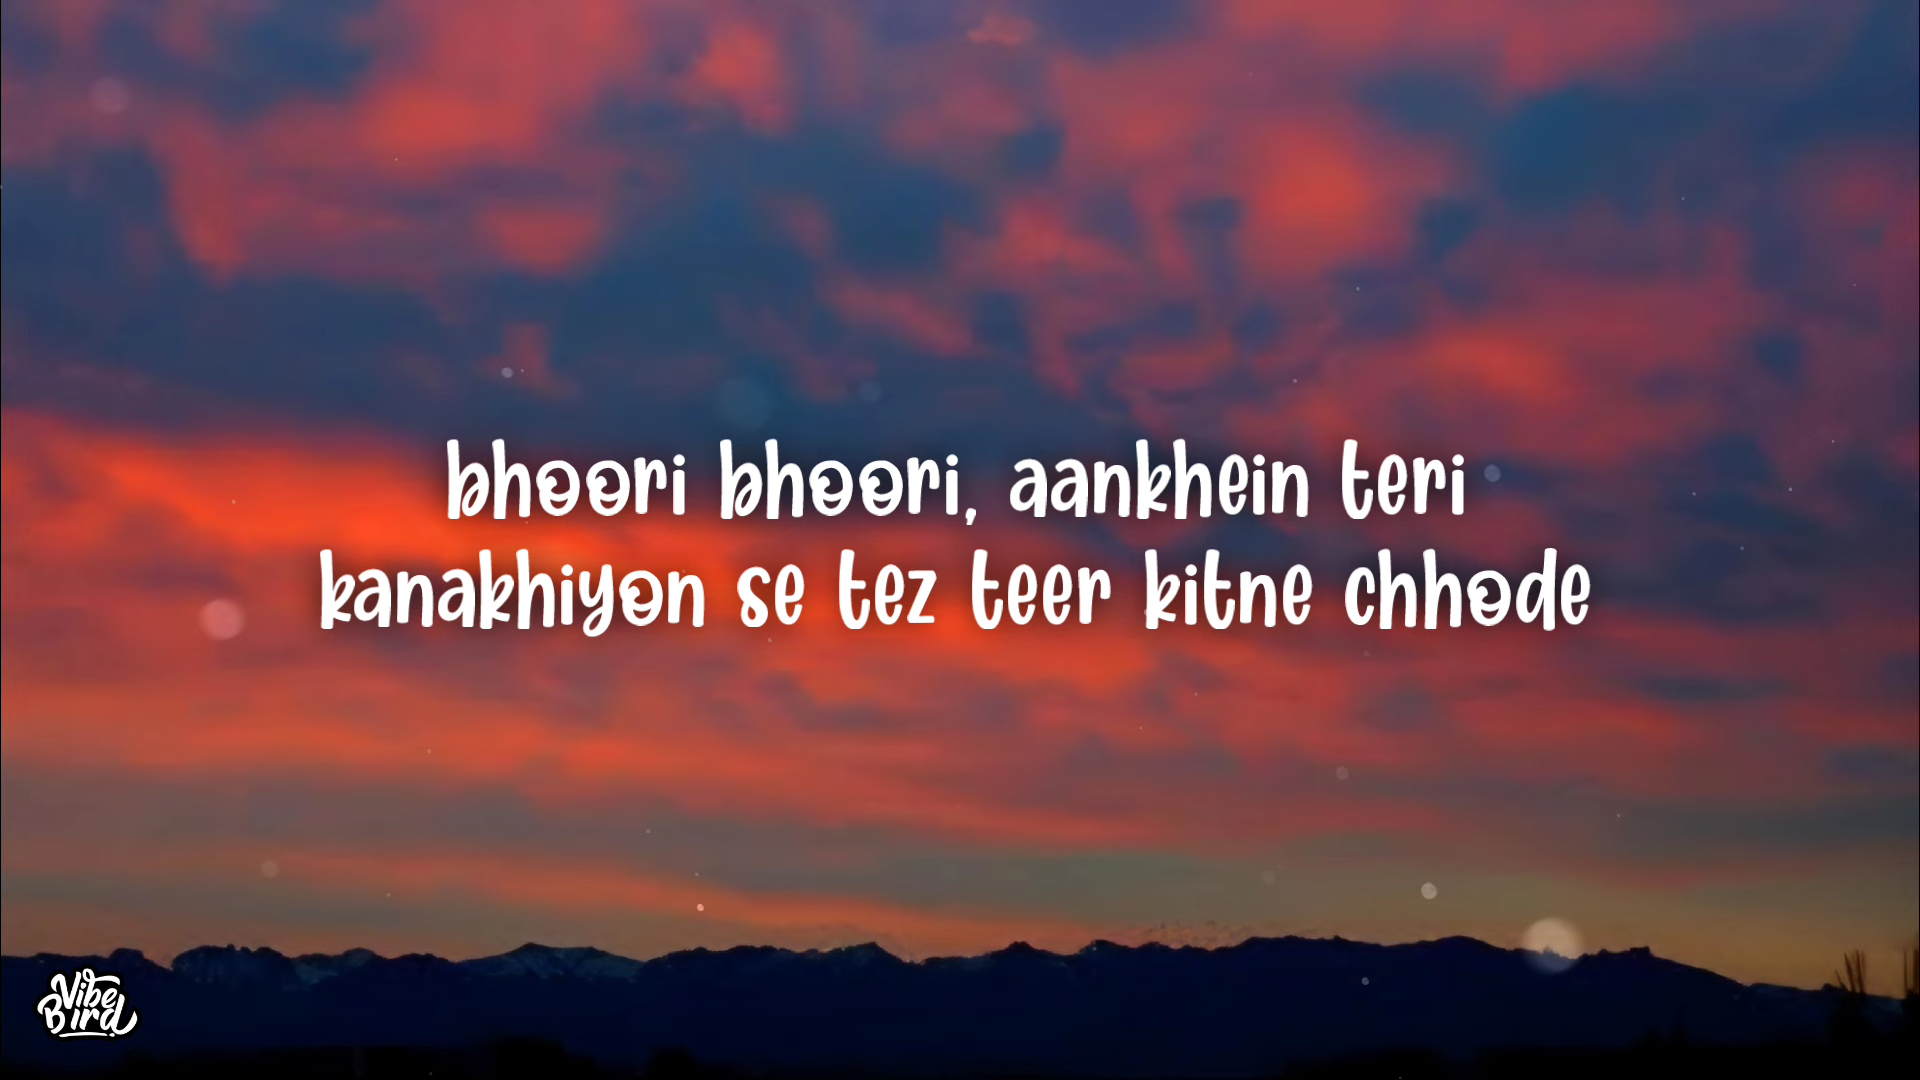 bhoori bhoori, aankhein teri
kanakhiyon se tez teer kitne chhode
Vibe
Bird